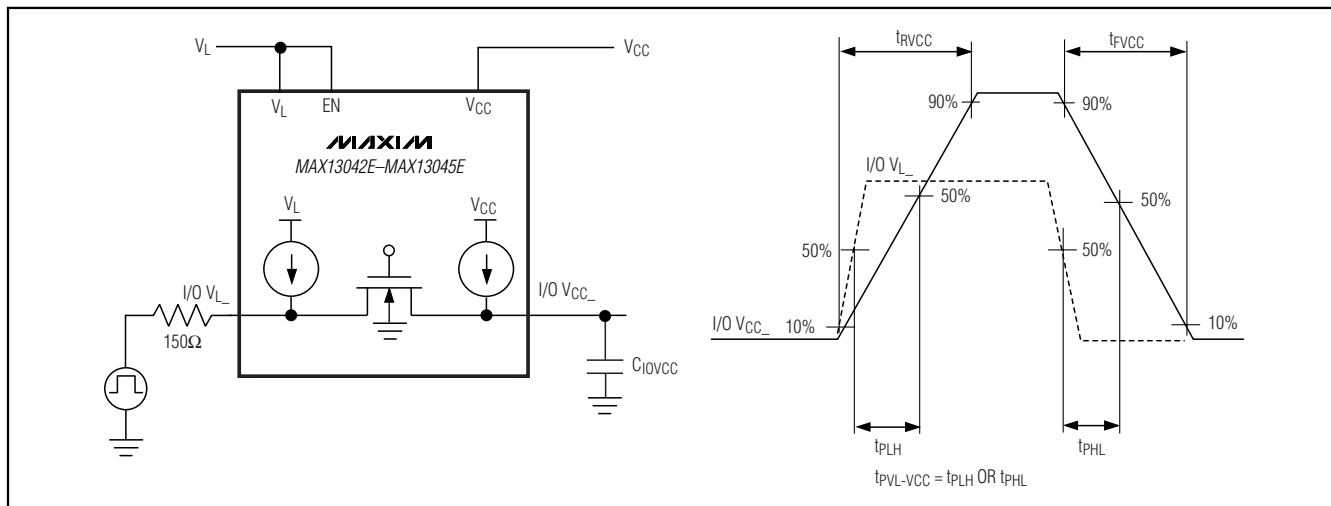 VL
VCC
VL
EN
VCC
MAXIM
MAX13042E–MAX13045E
VL
VCC
I/O VL_
I/O VCC_
150Ω
CIOVCC
tRVCC
tFVCC
90%
90%
I/O VL_
50%
50%
50%
50%
I/O VCC_
10%
10%
tPLH
tPHL
tPVL-VCC = tPLH OR tPHL